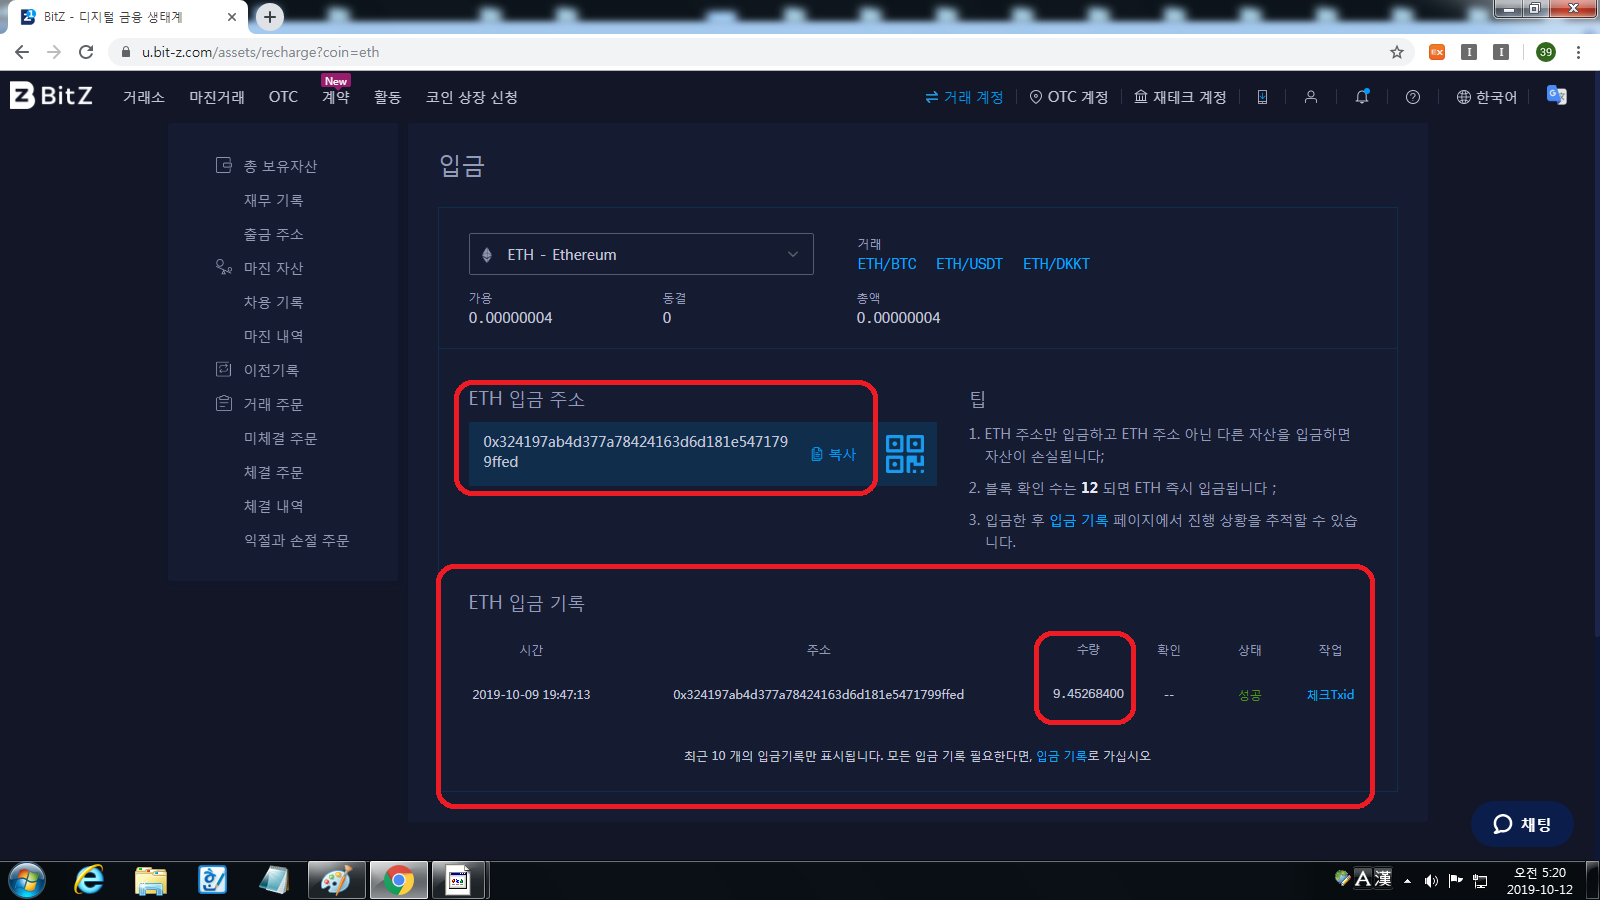 BitZ - 디지털 금융 생태계
u.bit-z.com/assets/recharge?coin=eth
39
BitZ
거래소
마진거래
OTC
New
계약
활동
코인 상장 신청
거래 계정
OTC 계정
재테크 계정
한국어
총 보유자산
재무 기록
출금 주소
마진 자산
차용 기록
마진 내역
이전기록
거래 주문
미체결 주문
체결 주문
체결 내역
익절과 손절 주문
입금
ETH - Ethereum
거래
ETH/BTC ETH/USDT ETH/DKKT
가용 동결 총액
0.00000004 0 0.00000004
ETH 입금 주소
0x324197ab4d377a78424163d6d181e547179
9ffed
복사
팁
1. ETH 주소만 입금하고 ETH 주소 아닌 다른 자산을 입금하면
자산이 손실됩니다;
2. 블록 확인 수는 12 되면 ETH 즉시 입금됩니다 ;
3. 입금한 후 입금 기록 페이지에서 진행 상황을 추적할 수 있습
니다.
ETH 입금 기록
시간 주소 수량 확인 상태 작업
2019-10-09 19:47:13 0x324197ab4d377a78424163d6d181e5471799ffed 9.45268400 -- 성공 체크Txid
최근 10 개의 입금기록만 표시됩니다. 모든 입금 기록 필요한다면, 입금 기록로 가십시오
채팅
A 漢
오전 5:20
2019-10-12